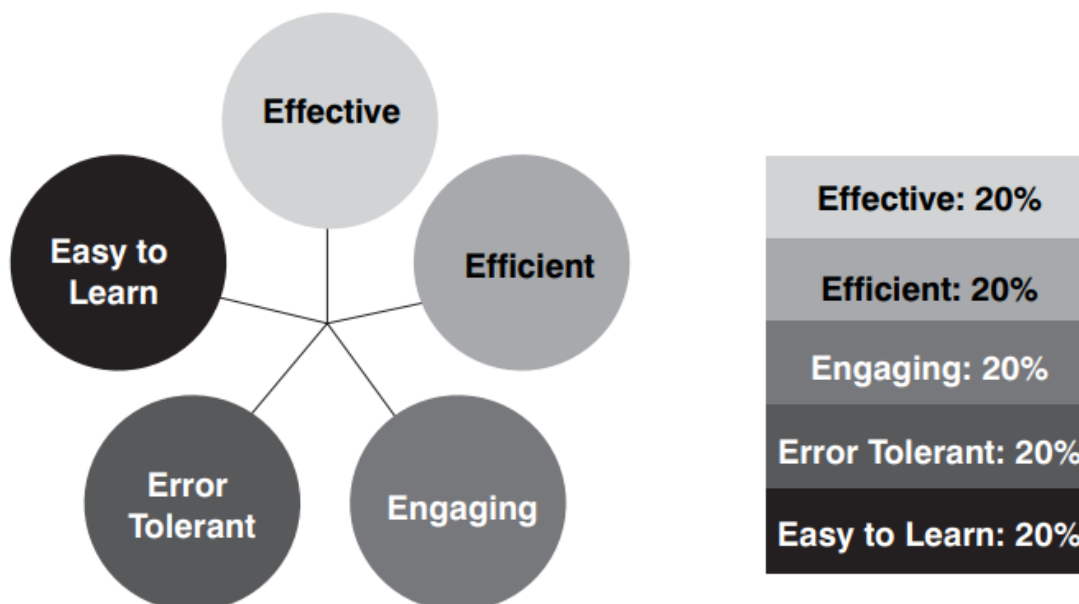 Effective
Easy to
Learn
Efficient
Error
Tolerant
Engaging
Effective: 20%
Efficient: 20%
Engaging: 20%
Error Tolerant: 20%
Easy to Learn: 20%